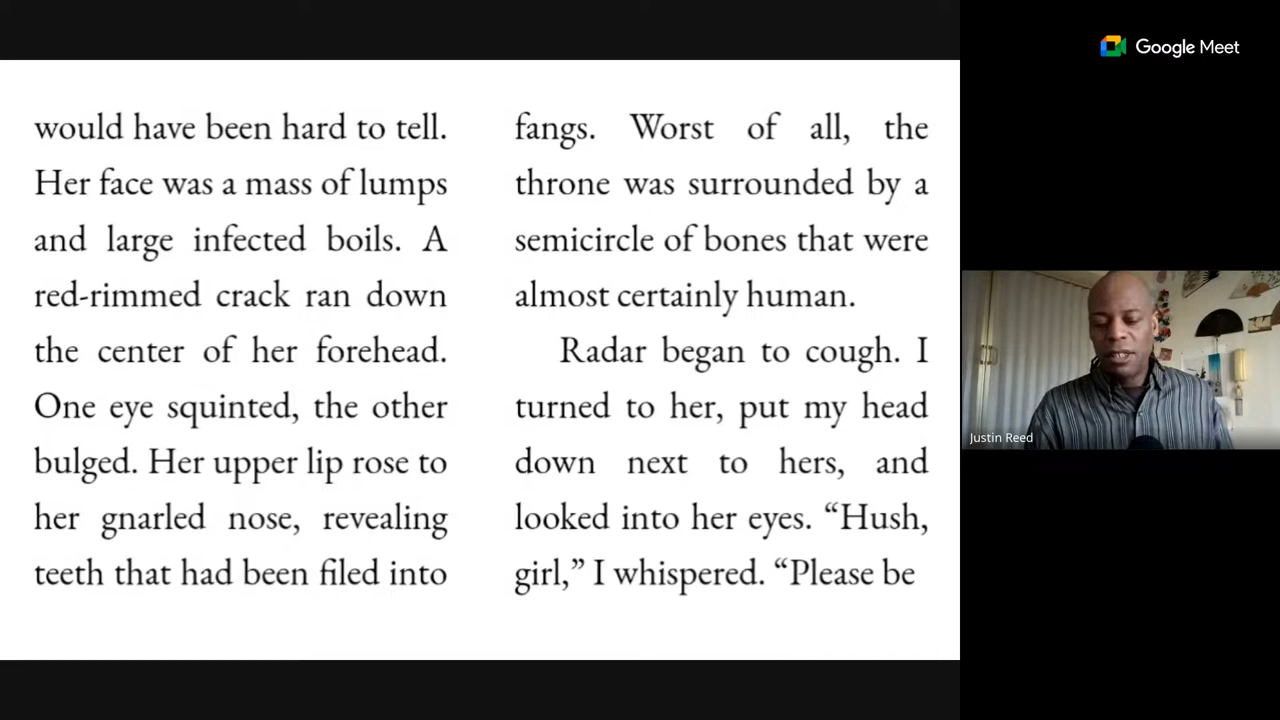 would have been hard to tell.
Her face was a mass of lumps
and large infected boils. A
red-rimmed crack ran down
the center of her forehead.
One eye squinted, the other
bulged. Her upper lip rose to
her gnarled nose, revealing
teeth that had been filed into
fangs. Worst of all, the
throne was surrounded by a
semicircle of bones that were
almost certainly human.
Radar began to cough. I
turned to her, put my head
down next to hers, and
looked into her eyes. “Hush,
girl,” I whispered. “Please be
Google Meet
Justin Reed